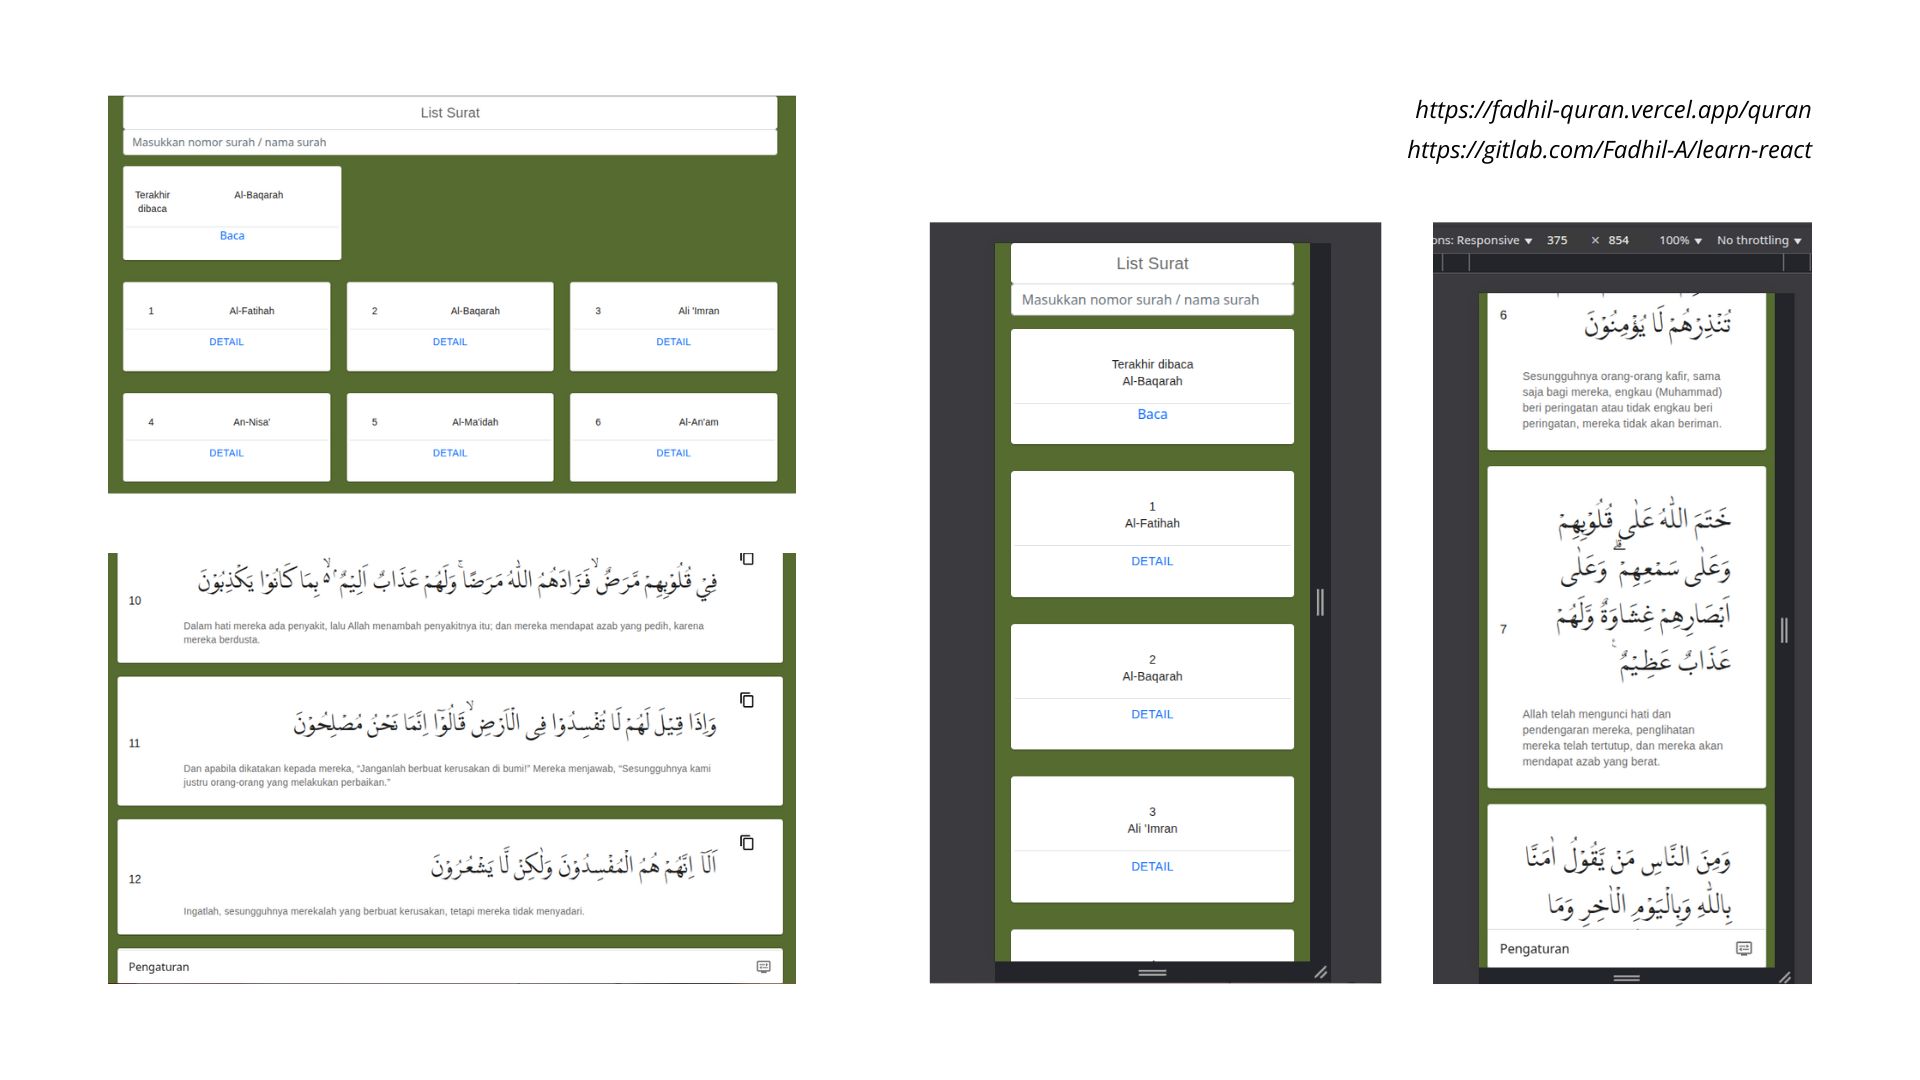 https://fadhil-quran.vercel.app/quran
https://gitlab.com/Fadhil-A/learn-react
List Surat
Masukkan nomor surah / nama surah
Terakhir
dibaca
Al-Baqarah
Baca
1 Al-Fatihah
DETAIL
2 Al-Baqarah
DETAIL
3 Ali 'Imran
DETAIL
4 An-Nisa'
DETAIL
5 Al-Ma'idah
DETAIL
6 Al-An'am
DETAIL
10
فِيْ قُلُوْبِهِمْ مَّرَضٌۙ فَزَادَهُمُ اللّٰهُ مَرَضًاۚ وَلَهُمْ عَذَابٌ اَلِيْمٌ ۢ ەۙ بِمَا كَانُوْا يَكْذِبُوْنَ
Dalam hati mereka ada penyakit, lalu Allah menambah penyakitnya itu; dan mereka mendapat azab yang pedih, karena
mereka berdusta.
11
وَاِذَا قِيْلَ لَهُمْ لَا تُفْسِدُوْا فِى الْاَرْضِۙ قَالُوْٓا اِنَّمَا نَحْنُ مُصْلِحُوْنَ
Dan apabila dikatakan kepada mereka, “Janganlah berbuat kerusakan di bumi!” Mereka menjawab, “Sesungguhnya kami
justru orang-orang yang melakukan perbaikan.”
12
اَلَآ اِنَّهُمْ هُمُ الْمُفْسِدُوْنَ وَلٰكِنْ لَّا يَشْعُرُوْنَ
Ingatlah, sesungguhnya merekalah yang berbuat kerusakan, tetapi mereka tidak menyadari.
Pengaturan
List Surat
Masukkan nomor surah / nama surah
Terakhir dibaca
Al-Baqarah
Baca
1
Al-Fatihah
DETAIL
2
Al-Baqarah
DETAIL
3
Ali 'Imran
DETAIL
ons: Responsive 375 × 854 100% No throttling
6
تُنْذِرْهُمْ لَا يُؤْمِنُوْنَ
Sesungguhnya orang-orang kafir, sama
saja bagi mereka, engkau (Muhammad)
beri peringatan atau tidak engkau beri
peringatan, mereka tidak akan beriman.
7
خَتَمَ اللّٰهُ عَلٰى قُلُوْبِهِمْ
وَعَلٰى سَمْعِهِمْۗ وَعَلٰٓى
اَبْصَارِهِمْ غِشَاوَةٌ وَّلَهُمْ
عَذَابٌ عَظِيْمٌ ࣖ
Allah telah mengunci hati dan
pendengaran mereka, penglihatan
mereka telah tertutup, dan mereka akan
mendapat azab yang berat.
وَمِنَ النَّاسِ مَنْ يَّقُوْلُ اٰمَنَّا
بِاللّٰهِ وَبِالْيَوْمِ الْاٰخِرِ وَمَا
Pengaturan